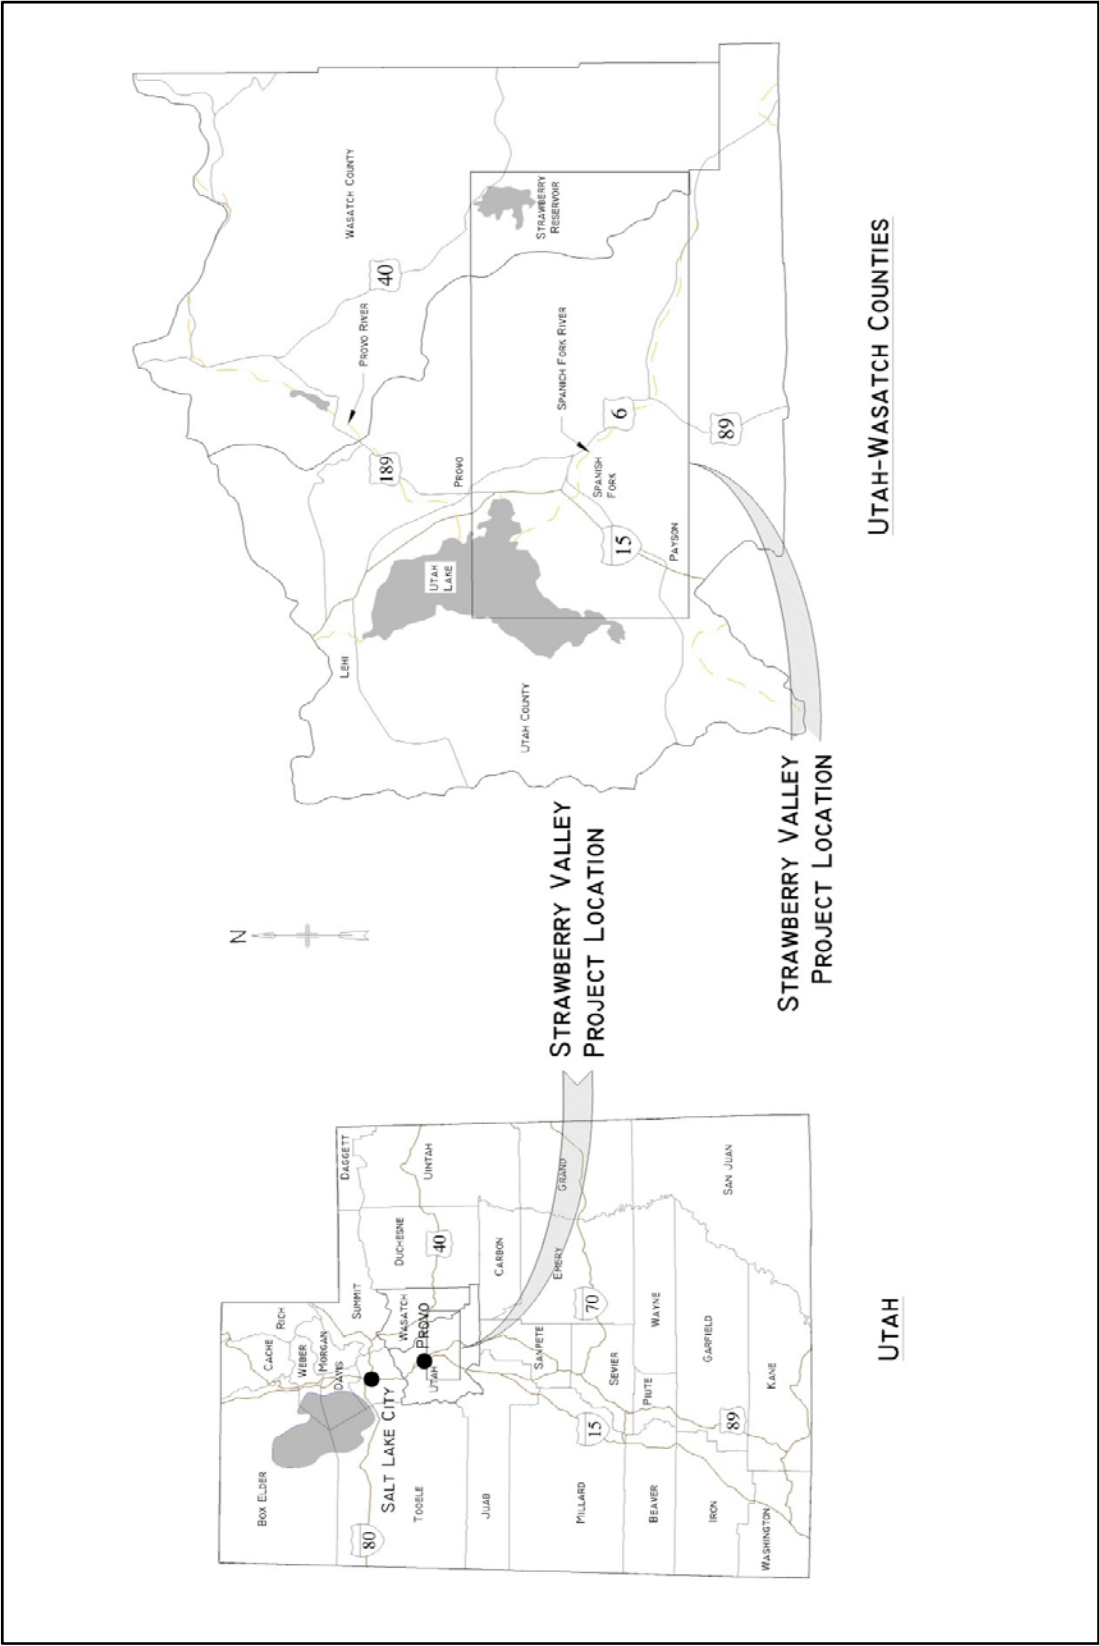 N
BOX ELDER
CACHE
RICH
WEBER
MORGAN
DAVIS
SUMMIT
DAGGETT
80
SALT LAKE CITY
TOOELE
UTAH
PROVO
WASATCH
DUCHESNE
40
UINTAH
JUAB
CARBON
MILLARD
15
SANPETE
SEVIER
70
EMERY
GRAND
BEAVER
PIUTE
WAYNE
IRON
89
GARFIELD
WASHINGTON
KANE
SAN JUAN
UTAH
STRAWBERRY VALLEY
PROJECT LOCATION
LEHI
UTAH
LAKE
UTAH COUNTY
189
PROVO
PROVO RIVER
40
WASATCH COUNTY
STRAWBERRY
RESERVOIR
SPANICH FORK RIVER
SPANISH
FORK
6
15
PAYSON
89
STRAWBERRY VALLEY
PROJECT LOCATION
UTAH-WASATCH COUNTIES